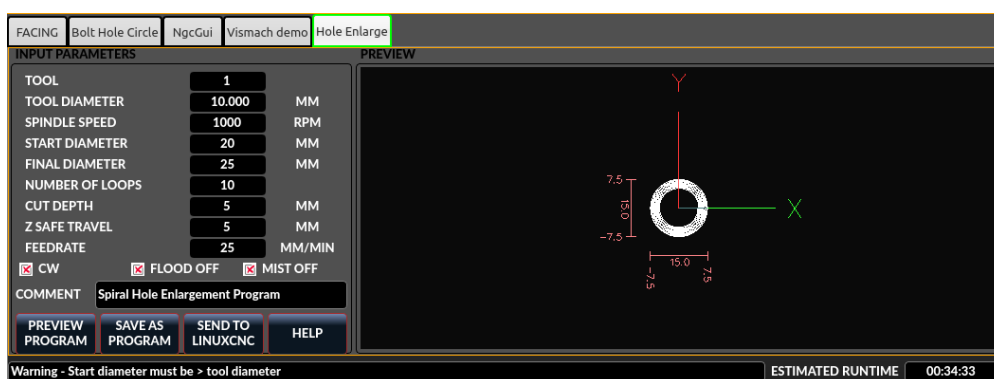 FACING Bolt Hole Circle NgcGui Vismach demo Hole Enlarge
INPUT PARAMETERS PREVIEW
TOOL 1
TOOL DIAMETER 10.000 MM
SPINDLE SPEED 1000 RPM
START DIAMETER 20 MM
FINAL DIAMETER 25 MM
NUMBER OF LOOPS 10
CUT DEPTH 5 MM
Z SAFE TRAVEL 5 MM
FEEDRATE 25 MM/MIN
CW FLOOD OFF MIST OFF
COMMENT Spiral Hole Enlargement Program
PREVIEW PROGRAM
SAVE AS PROGRAM
SEND TO LINUXCNC
HELP
Y
7.5
15.0
-7.5
X
15.0
-7.5
7.5
Warning - Start diameter must be > tool diameter ESTIMATED RUNTIME 00:34:33